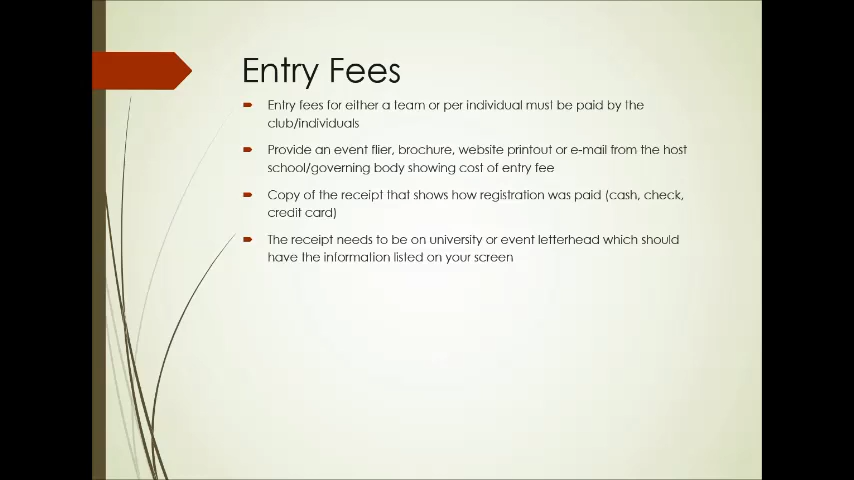 Entry Fees
Entry fees for either a team or per individual must be paid by the
club/individuals
Provide an event flier, brochure, website printout or e-mail from the host
school/governing body showing cost of entry fee
Copy of the receipt that shows how registration was paid (cash, check,
credit card)
The receipt needs to be on university or event letterhead which should
have the information listed on your screen